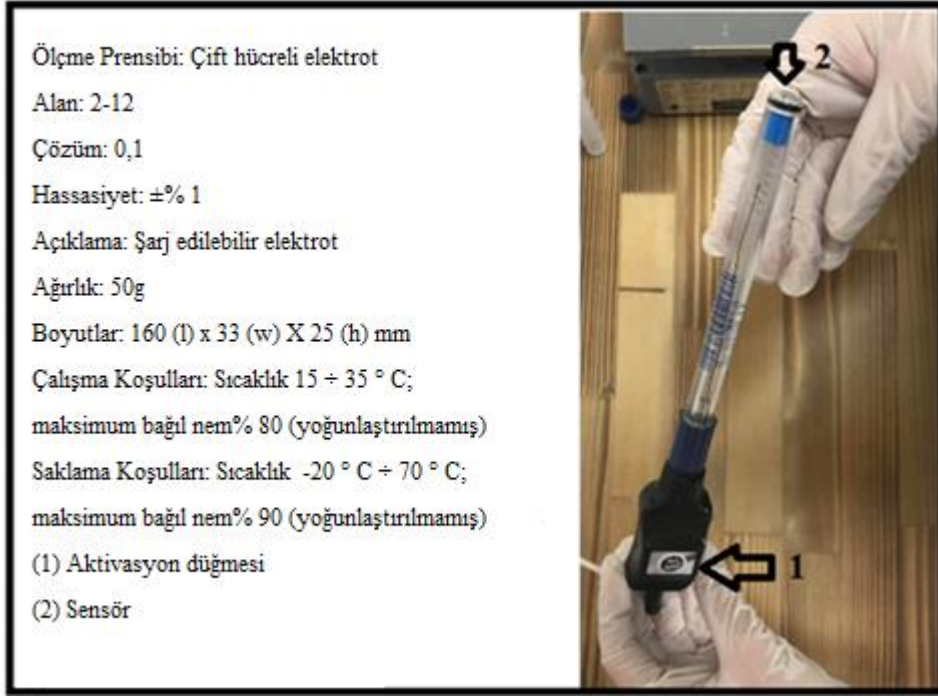 Ölçme Prensibi: Çift hücreli elektrot
Alan: 2-12
Çözüm: 0,1
Hassasiyet: ±% 1
Açıklama: Şarj edilebilir elektrot
Ağırlık: 50g
Boyutlar: 160 (l) x 33 (w) X 25 (h) mm
Çalışma Koşulları: Sıcaklık 15 ÷ 35 ° C;
maksimum bağıl nem% 80 (yoğunlaştırılmamış)
Saklama Koşulları: Sıcaklık -20 ° C ÷ 70 ° C;
maksimum bağıl nem% 90 (yoğunlaştırılmamış)
(1) Aktivasyon düğmesi
(2) Sensör
2
1